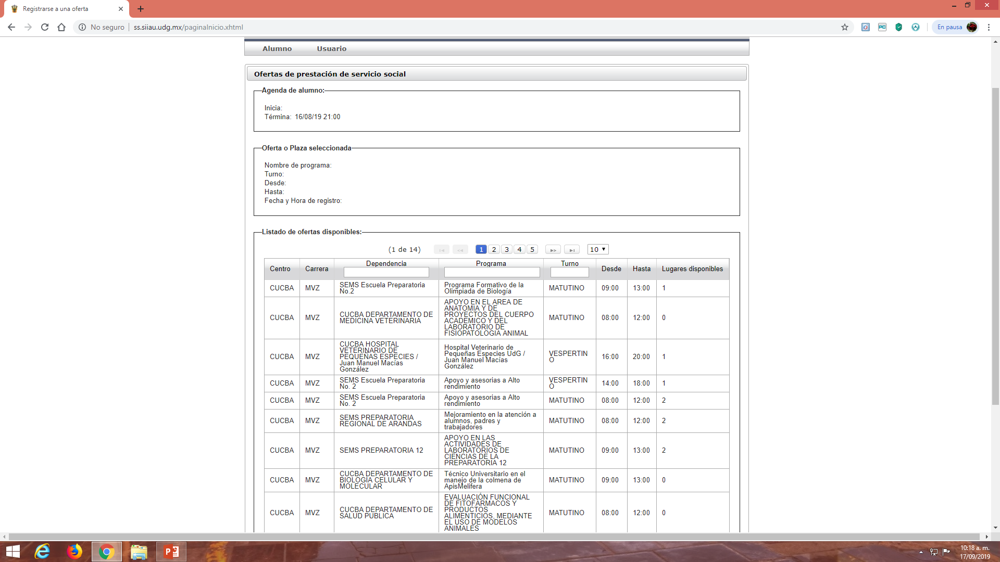 Registrarse a una oferta
No seguro
ss.siiau.udg.mx/paginaInicio.xhtml
PC
En pausa
Alumno Usuario
Ofertas de prestación de servicio social
Agenda de alumno:
Inicia:
Términa: 16/08/19 21:00
Oferta o Plaza seleccionada
Nombre de programa:
Turno:
Desde:
Hasta:
Fecha y Hora de registro:
Listado de ofertas disponibles:
(1 de 14) 1 2 3 4 5 10
Centro Carrera Dependencia Programa Turno Desde Hasta Lugares disponibles
CUCBA MVZ SEMS Escuela Preparatoria
No.2
Programa Formativo de la
Olimpiada de Biología
MATUTINO 09:00 13:00 1
CUCBA MVZ CUCBA DEPARTAMENTO DE
MEDICINA VETERINARIA
APOYO EN EL AREA DE
ANATOMIA Y DE
PROYECTOS DEL CUERPO
ACADEMICO Y DEL
LABORATORIO DE
FISIOPATOLOGIA ANIMAL
MATUTINO 08:00 12:00 0
CUCBA MVZ CUCBA HOSPITAL
VETERINARIO DE
PEQUEÑAS ESPECIES /
Juan Manuel Macías
González
Hospital Veterinario de
Pequeñas Especies UdG /
Juan Manuel Macías
González
VESPERTIN
O
16:00 20:00 1
CUCBA MVZ SEMS Escuela Preparatoria
No. 2
Apoyo y asesorias a Alto
rendimiento
VESPERTIN
O
14:00 18:00 1
CUCBA MVZ SEMS Escuela Preparatoria
No. 2
Apoyo y asesorias a Alto
rendimiento
MATUTINO 08:00 12:00 2
CUCBA MVZ SEMS PREPARATORIA
REGIONAL DE ARANDAS
Mejoramiento en la atención a
alumnos, padres y
trabajadores
MATUTINO 08:00 12:00 2
CUCBA MVZ SEMS PREPARATORIA 12
APOYO EN LAS
ACTIVIDADES DE
LABORATORIOS DE
CIENCIAS DE LA
PREPARATORIA 12
MATUTINO 09:00 13:00 2
CUCBA MVZ CUCBA DEPARTAMENTO DE
BIOLOGIA CELULAR Y
MOLECULAR
Técnico Universitario en el
manejo de la colmena de
ApisMelifera
MATUTINO 09:00 13:00 0
CUCBA MVZ CUCBA DEPARTAMENTO DE
SALUD PUBLICA
EVALUACIÓN FUNCIONAL
DE FITOFÁRMACOS Y
PRODUCTOS
ALIMENTICIOS, MEDIANTE
EL USO DE MODELOS
ANIMALES
MATUTINO 08:00 12:00 0
10:18 a. m.
17/09/2019